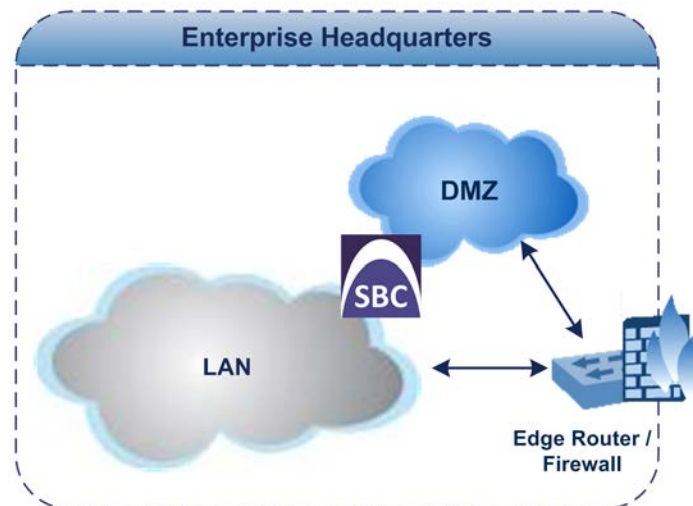 Enterprise Headquarters
DMZ
SBC
LAN
Edge Router /
Firewall